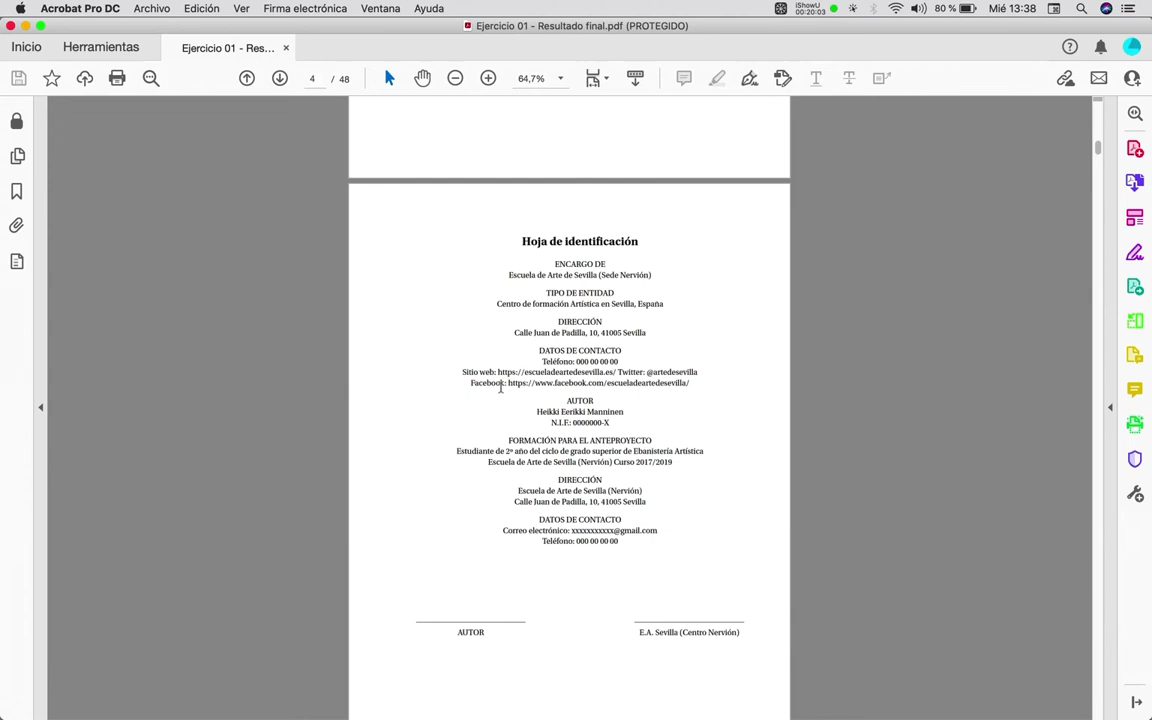 Acrobat Pro DC Archivo Edición Ver Firma electrónica Ventana Ayuda iShowU 00:20:03 80 % Mié 13:38
Ejercicio 01 - Resultado final.pdf (PROTEGIDO)
Inicio Herramientas Ejercicio 01 - Res... ×
4 / 48 64,7%
Hoja de identificación
ENCARGO DE
Escuela de Arte de Sevilla (Sede Nervión)
TIPO DE ENTIDAD
Centro de formación Artística en Sevilla, España
DIRECCIÓN
Calle Juan de Padilla, 10, 41005 Sevilla
DATOS DE CONTACTO
Teléfono: 000 00 00 00
Sitio web: https://escueladeartedesevilla.es/ Twitter: @artedesevilla
Facebook: https://www.facebook.com/escueladeartedesevilla/
AUTOR
Heikki Eerikki Manninen
N.I.F.: 0000000-X
FORMACIÓN PARA EL ANTEPROYECTO
Estudiante de 2º año del ciclo de grado superior de Ebanistería Artística
Escuela de Arte de Sevilla (Nervión) Curso 2017/2019
DIRECCIÓN
Escuela de Arte de Sevilla (Nervión)
Calle Juan de Padilla, 10, 41005 Sevilla
DATOS DE CONTACTO
Correo electrónico: xxxxxxxxxxx@gmail.com
Teléfono: 000 00 00 00
AUTOR E.A. Sevilla (Centro Nervión)